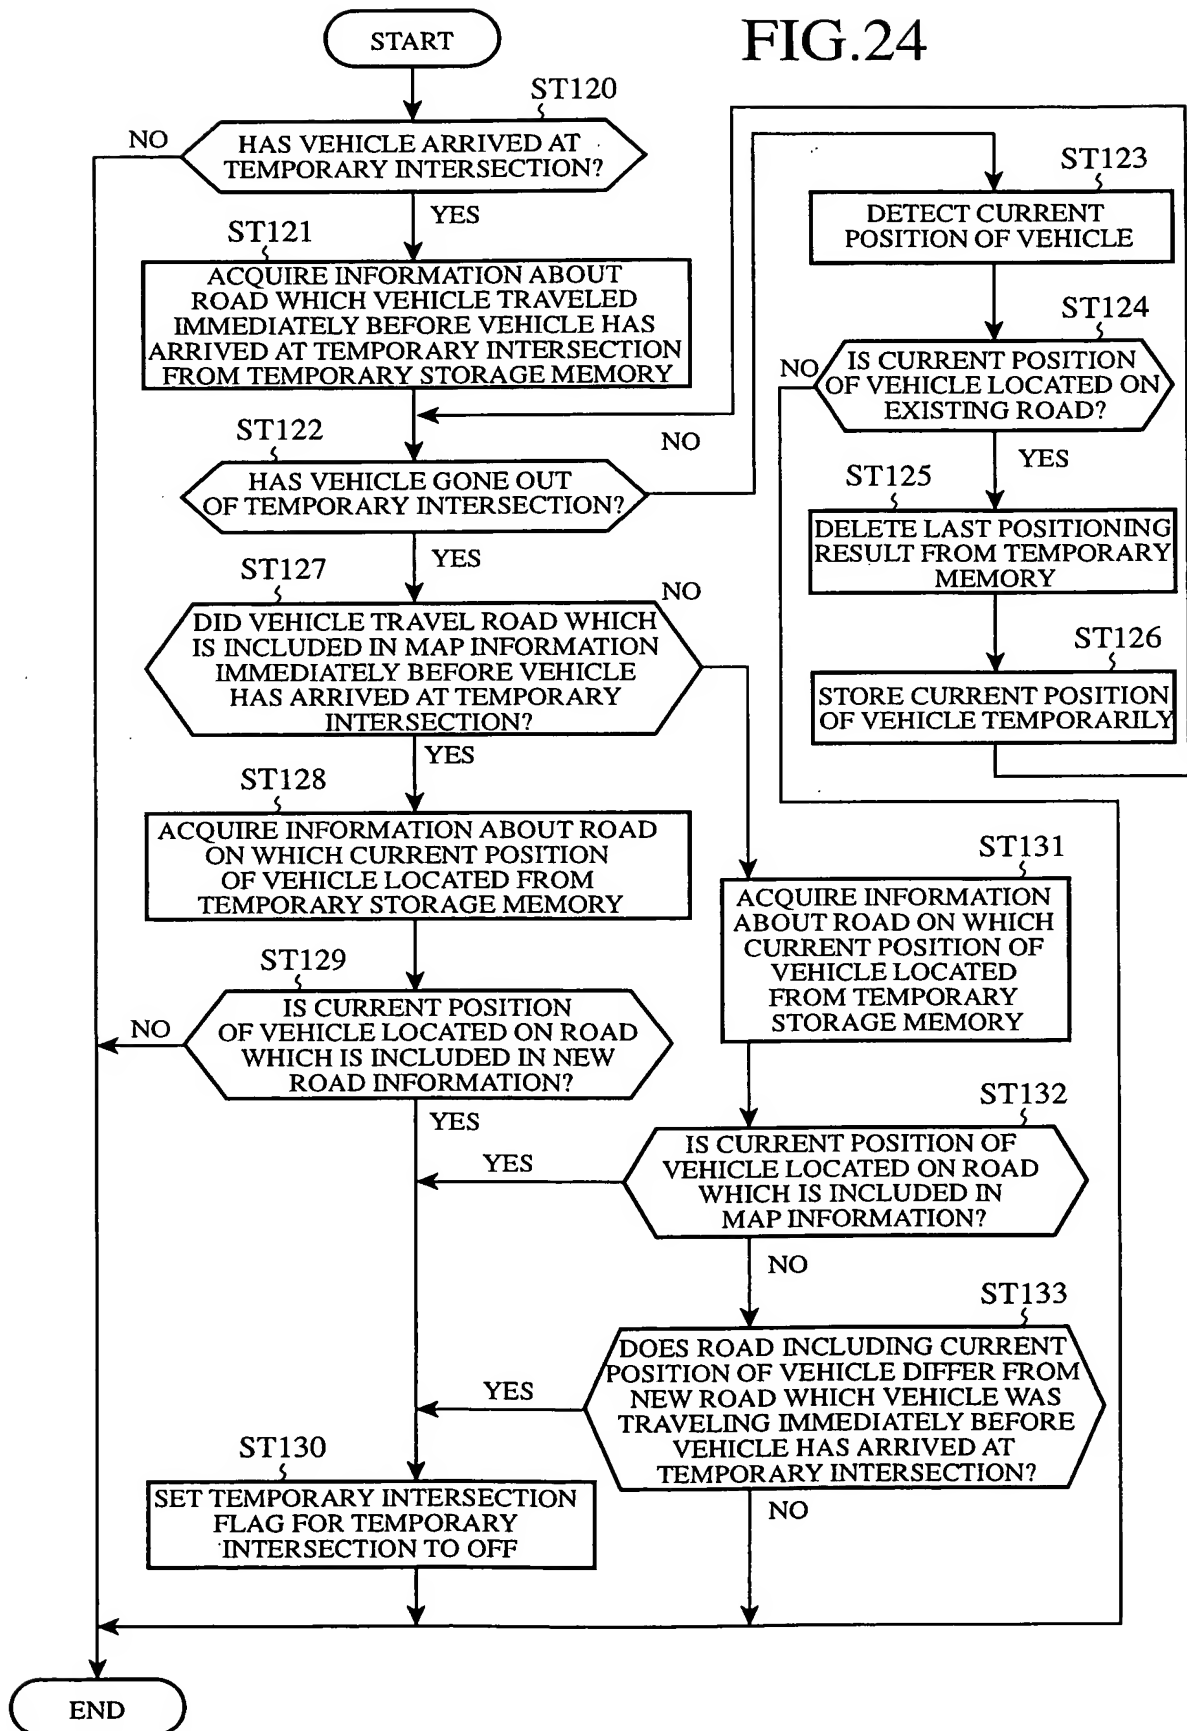 FIG.24
START
ST120
NO
HAS VEHICLE ARRIVED AT
TEMPORARY INTERSECTION?
YES
ST121
ACQUIRE INFORMATION ABOUT
ROAD WHICH VEHICLE TRAVELED
IMMEDIATELY BEFORE VEHICLE HAS
ARRIVED AT TEMPORARY INTERSECTION
FROM TEMPORARY STORAGE MEMORY
ST122
NO
HAS VEHICLE GONE OUT
OF TEMPORARY INTERSECTION?
YES
ST123
DETECT CURRENT
POSITION OF VEHICLE
ST124
NO
IS CURRENT POSITION
OF VEHICLE LOCATED ON
EXISTING ROAD?
YES
ST125
DELETE LAST POSITIONING
RESULT FROM TEMPORARY
MEMORY
ST126
STORE CURRENT POSITION
OF VEHICLE TEMPORARILY
ST127
NO
DID VEHICLE TRAVEL ROAD WHICH
IS INCLUDED IN MAP INFORMATION
IMMEDIATELY BEFORE VEHICLE
HAS ARRIVED AT TEMPORARY
INTERSECTION?
YES
ST128
ACQUIRE INFORMATION ABOUT ROAD
ON WHICH CURRENT POSITION
OF VEHICLE LOCATED FROM
TEMPORARY STORAGE MEMORY
ST129
NO
IS CURRENT POSITION
OF VEHICLE LOCATED ON ROAD
WHICH IS INCLUDED IN NEW
ROAD INFORMATION?
YES
ST131
ACQUIRE INFORMATION
ABOUT ROAD ON WHICH
CURRENT POSITION OF
VEHICLE LOCATED
FROM TEMPORARY
STORAGE MEMORY
ST132
YES
IS CURRENT POSITION OF
VEHICLE LOCATED ON ROAD
WHICH IS INCLUDED IN
MAP INFORMATION?
NO
ST133
YES
DOES ROAD INCLUDING CURRENT
POSITION OF VEHICLE DIFFER FROM
NEW ROAD WHICH VEHICLE WAS
TRAVELING IMMEDIATELY BEFORE
VEHICLE HAS ARRIVED AT
TEMPORARY INTERSECTION?
NO
ST130
SET TEMPORARY INTERSECTION
FLAG FOR TEMPORARY
INTERSECTION TO OFF
END